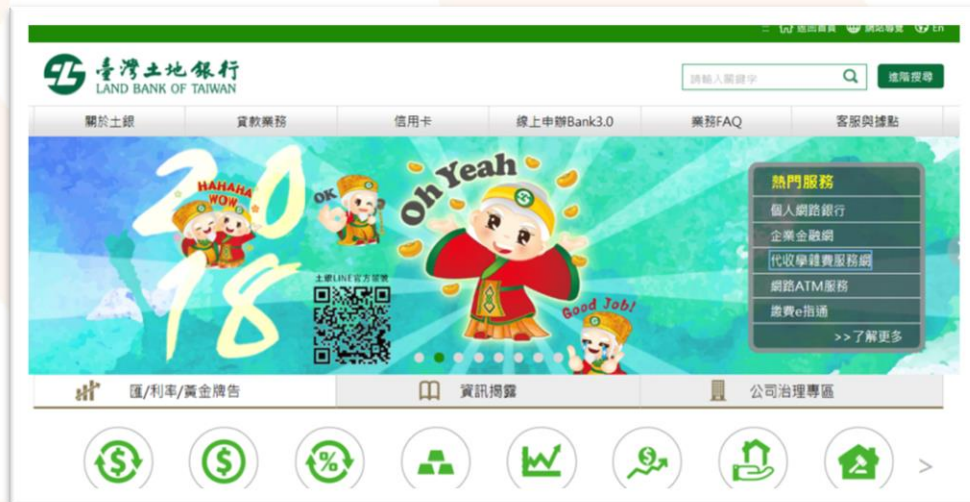 返回首頁 網站導覽 En
臺灣土地銀行
LAND BANK OF TAIWAN
請輸入關鍵字
進階搜尋
關於土銀 貸款業務 信用卡 線上申辦Bank3.0 業務FAQ 客服與據點
2018
HAHAHA
WOW
OK
Oh Yeah
Good Job!
土銀LINE官方帳號
熱門服務
個人網路銀行
企業金融網
代收學雜費服務網
網路ATM服務
繳費e指通
>>了解更多
匯/利率/黃金牌告 資訊揭露 公司治理專區